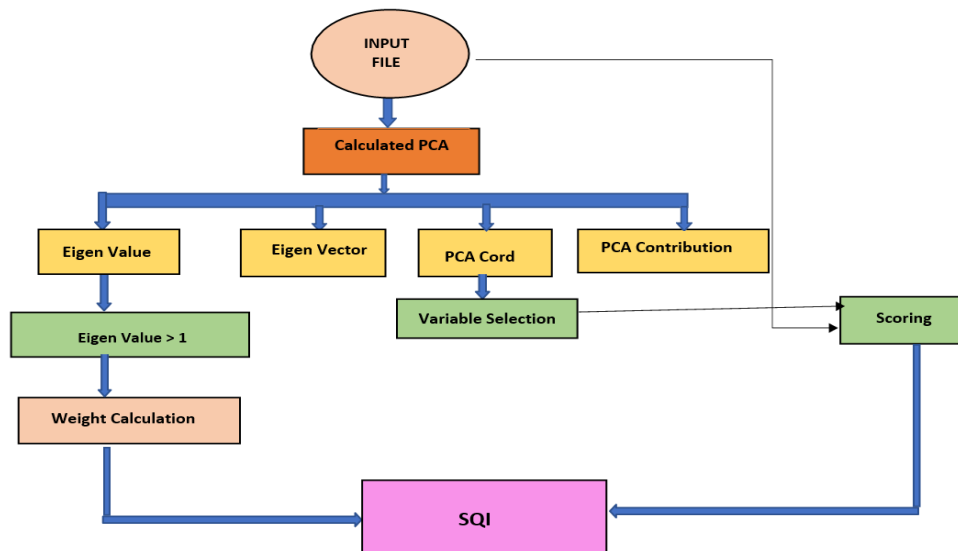 INPUT
FILE
Calculated PCA
Eigen Value
Eigen Vector
PCA Cord
PCA Contribution
Variable Selection
Scoring
Eigen Value > 1
Weight Calculation
SQI